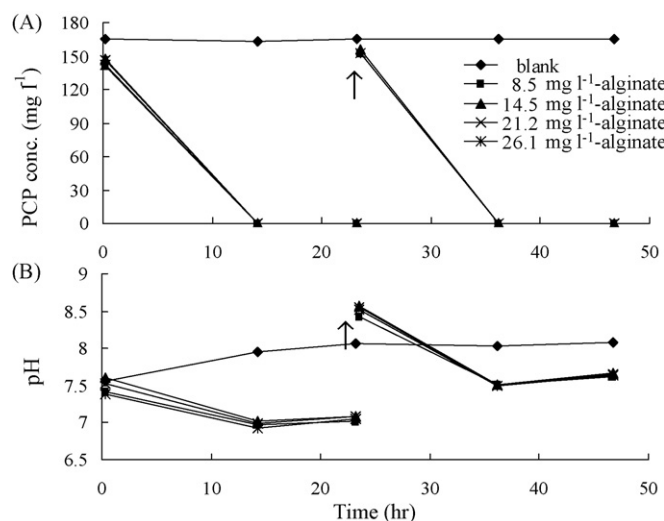 (A)
PCP conc. (mg l⁻¹)
180
150
120
90
60
30
0
blank
8.5 mg l⁻¹-alginate
14.5 mg l⁻¹-alginate
21.2 mg l⁻¹-alginate
26.1 mg l⁻¹-alginate
0 10 20 30 40 50
(B)
pH
9
8.5
8
7.5
7
6.5
0 10 20 30 40 50
Time (hr)